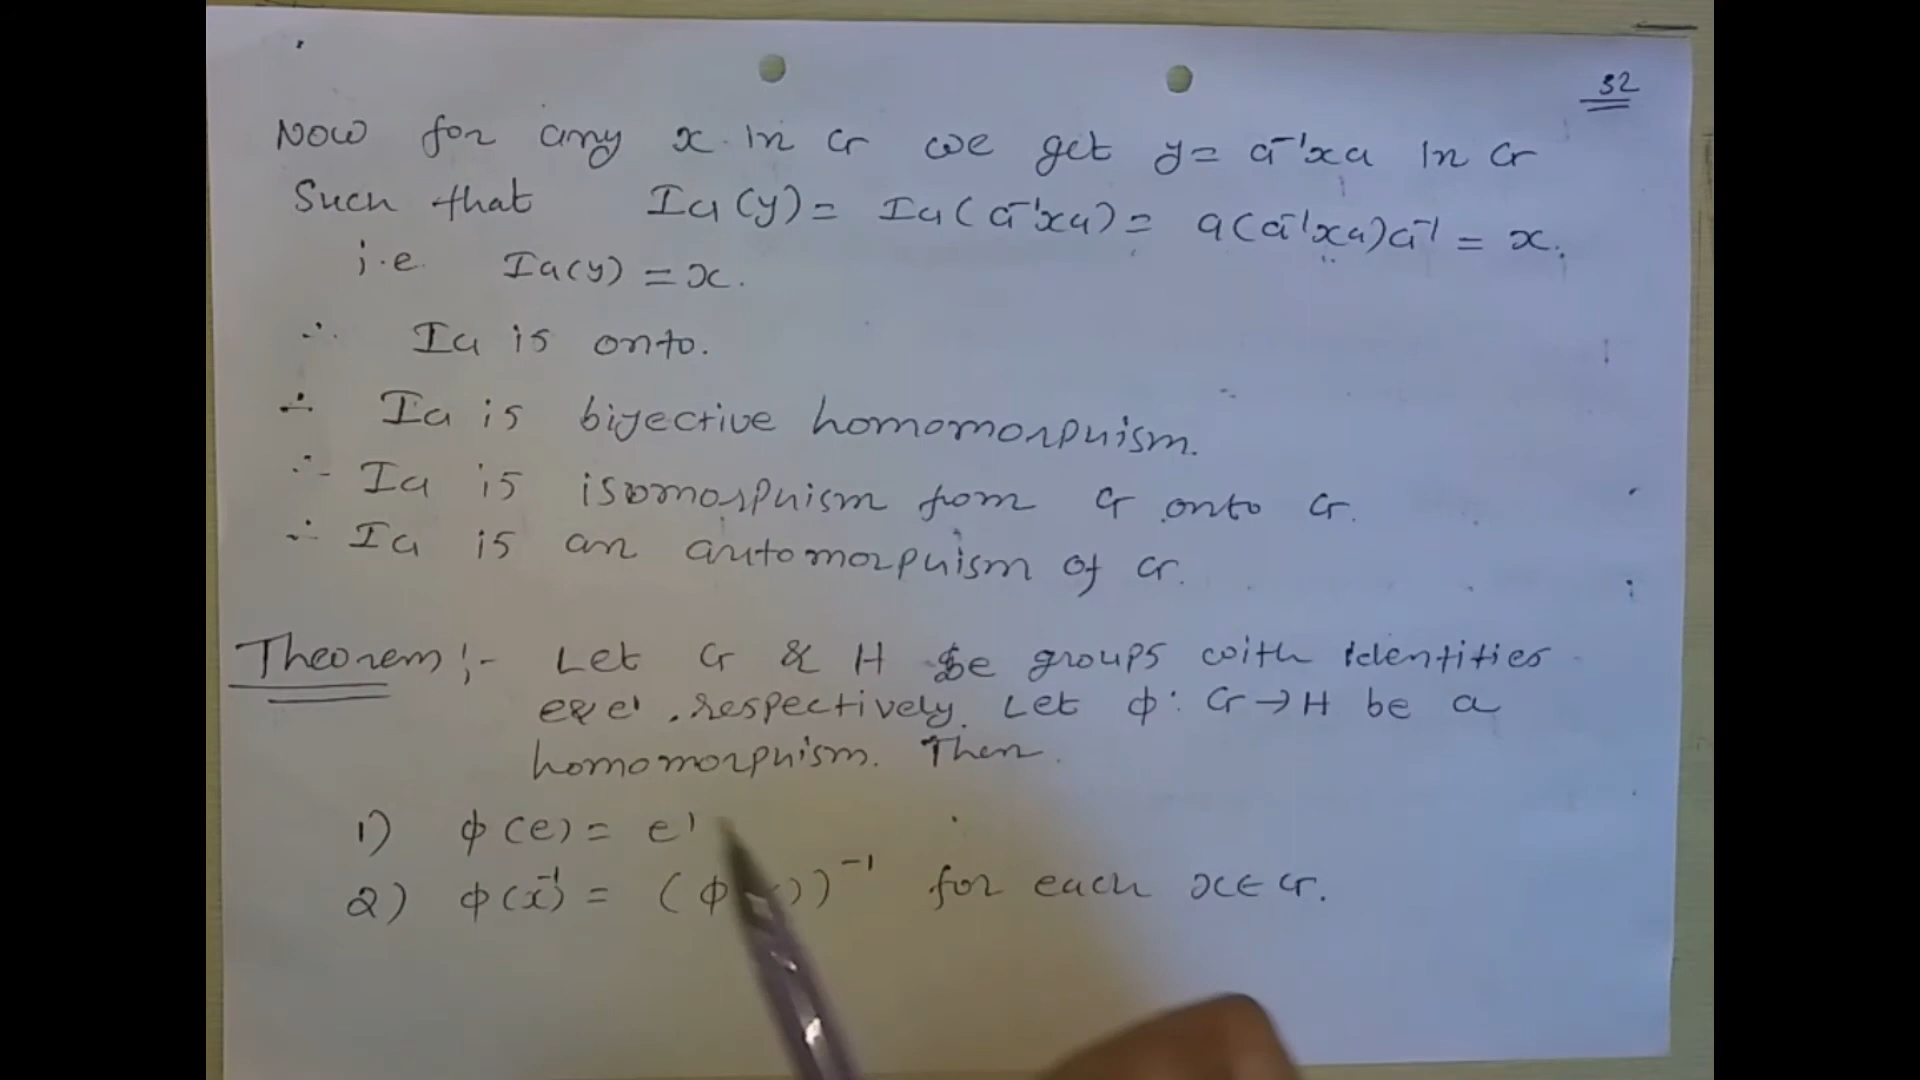 32
Now for any x in G we get y = a⁻¹xa in G
Such that Ia(y) = Ia(a⁻¹xa) = a(a⁻¹xa)a⁻¹ = x.
i.e. Ia(y) = x.
∴ Ia is onto.
∴ Ia is bijective homomorphism.
∴ Ia is isomorphism from G onto G.
∴ Ia is an automorphism of G.
Theorem:- Let G & H be groups with identities
e & e' respectively. Let ϕ: G→H be a
homomorphism. Then
1) ϕ(e) = e'
2) ϕ(x⁻¹) = (ϕ ))⁻¹ for each x∈G.